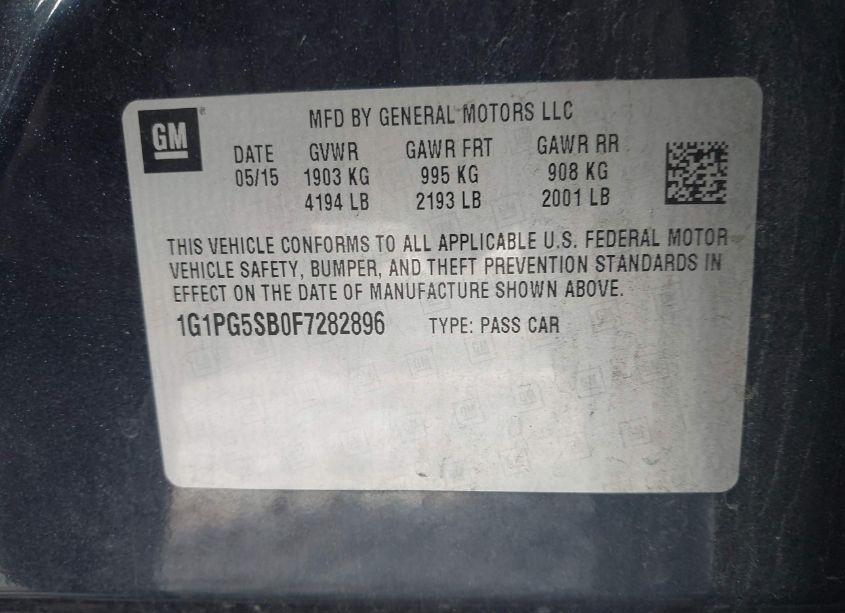 GM
MFD BY GENERAL MOTORS LLC
DATE GVWR GAWR FRT GAWR RR
05/15 1903 KG 995 KG 908 KG
4194 LB 2193 LB 2001 LB
THIS VEHICLE CONFORMS TO ALL APPLICABLE U.S. FEDERAL MOTOR
VEHICLE SAFETY, BUMPER, AND THEFT PREVENTION STANDARDS IN
EFFECT ON THE DATE OF MANUFACTURE SHOWN ABOVE.
1G1PG5SB0F7282896 TYPE: PASS CAR